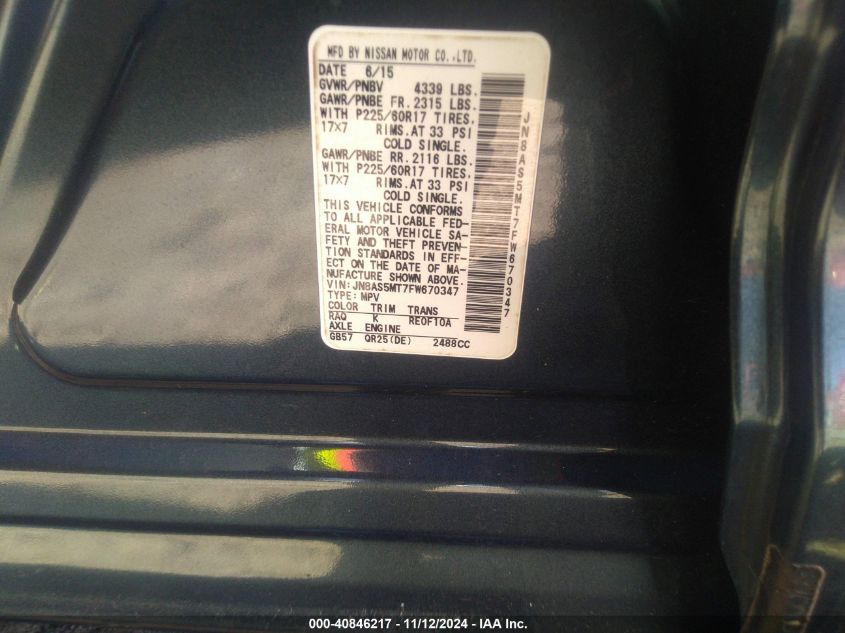 MFD BY NISSAN MOTOR CO.,LTD.
DATE 6/15
GVWR/PNBV 4339 LBS.
GAWR/PNBE FR. 2315 LBS.
WITH P225/60R17 TIRES.
17×7 RIMS. AT 33 PSI
COLD SINGLE.
GAWR/PNBE RR. 2116 LBS.
WITH P225/60R17 TIRES.
17×7 RIMS. AT 33 PSI
COLD SINGLE.
THIS VEHICLE CONFORMS
TO ALL APPLICABLE FED-
ERAL MOTOR VEHICLE SA-
FETY AND THEFT PREVEN-
TION STANDARDS IN EFF-
ECT ON THE DATE OF MA-
NUFACTURE SHOWN ABOVE.
VIN: JN8AS5MT7FW670347
TYPE: MPV
COLOR TRIM TRANS
RAQ K RE0F10A
AXLE ENGINE
GB57 QR25(DE) 2488CC
JN8AS5MT7FW670347
000-40846217 - 11/12/2024 - IAA Inc.